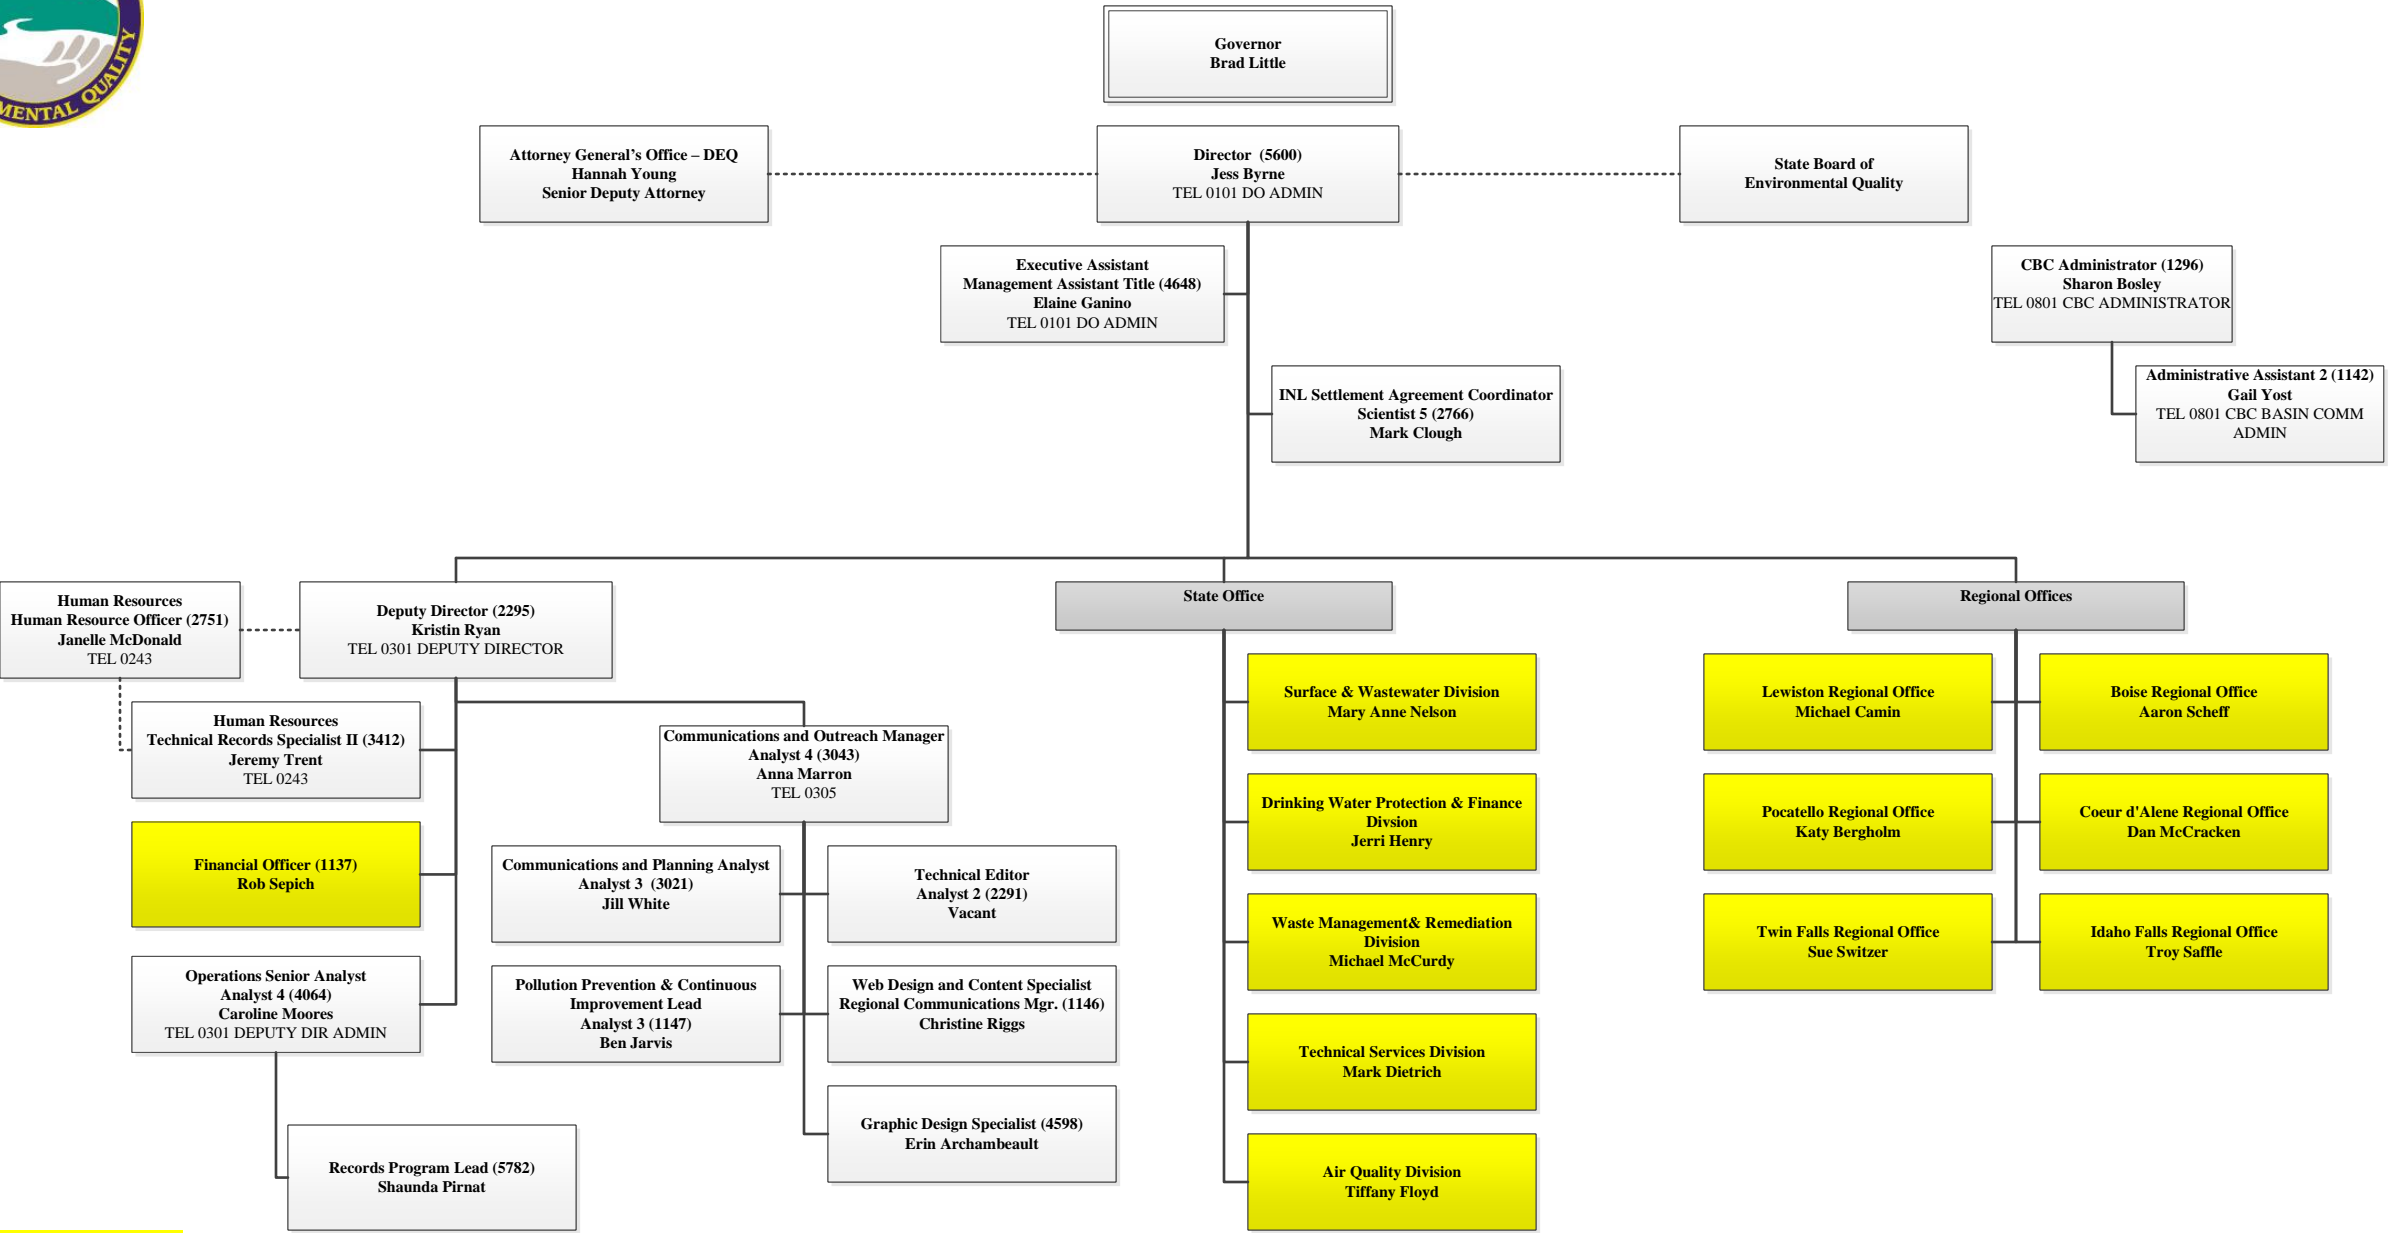 MENTAL QUALITY
Governor
Brad Little
Attorney General’s Office – DEQ
Hannah Young
Senior Deputy Attorney
Director (5600)
Jess Byrne
TEL 0101 DO ADMIN
State Board of
Environmental Quality
Executive Assistant
Management Assistant Title (4648)
Elaine Ganino
TEL 0101 DO ADMIN
CBC Administrator (1296)
Sharon Bosley
TEL 0801 CBC ADMINISTRATOR
INL Settlement Agreement Coordinator
Scientist 5 (2766)
Mark Clough
Administrative Assistant 2 (1142)
Gail Yost
TEL 0801 CBC BASIN COMM
ADMIN
Human Resources
Human Resource Officer (2751)
Janelle McDonald
TEL 0243
Deputy Director (2295)
Kristin Ryan
TEL 0301 DEPUTY DIRECTOR
State Office
Regional Offices
Human Resources
Technical Records Specialist II (3412)
Jeremy Trent
TEL 0243
Communications and Outreach Manager
Analyst 4 (3043)
Anna Marron
TEL 0305
Surface & Wastewater Division
Mary Anne Nelson
Lewiston Regional Office
Michael Camin
Boise Regional Office
Aaron Scheff
Financial Officer (1137)
Rob Sepich
Communications and Planning Analyst
Analyst 3 (3021)
Jill White
Technical Editor
Analyst 2 (2291)
Vacant
Drinking Water Protection & Finance
Divsion
Jerri Henry
Pocatello Regional Office
Katy Bergholm
Coeur d'Alene Regional Office
Dan McCracken
Operations Senior Analyst
Analyst 4 (4064)
Caroline Moores
TEL 0301 DEPUTY DIR ADMIN
Pollution Prevention & Continuous
Improvement Lead
Analyst 3 (1147)
Ben Jarvis
Web Design and Content Specialist
Regional Communications Mgr. (1146)
Christine Riggs
Waste Management& Remediation
Division
Michael McCurdy
Twin Falls Regional Office
Sue Switzer
Idaho Falls Regional Office
Troy Saffle
Technical Services Division
Mark Dietrich
Records Program Lead (5782)
Shaunda Pirnat
Graphic Design Specialist (4598)
Erin Archambeault
Air Quality Division
Tiffany Floyd